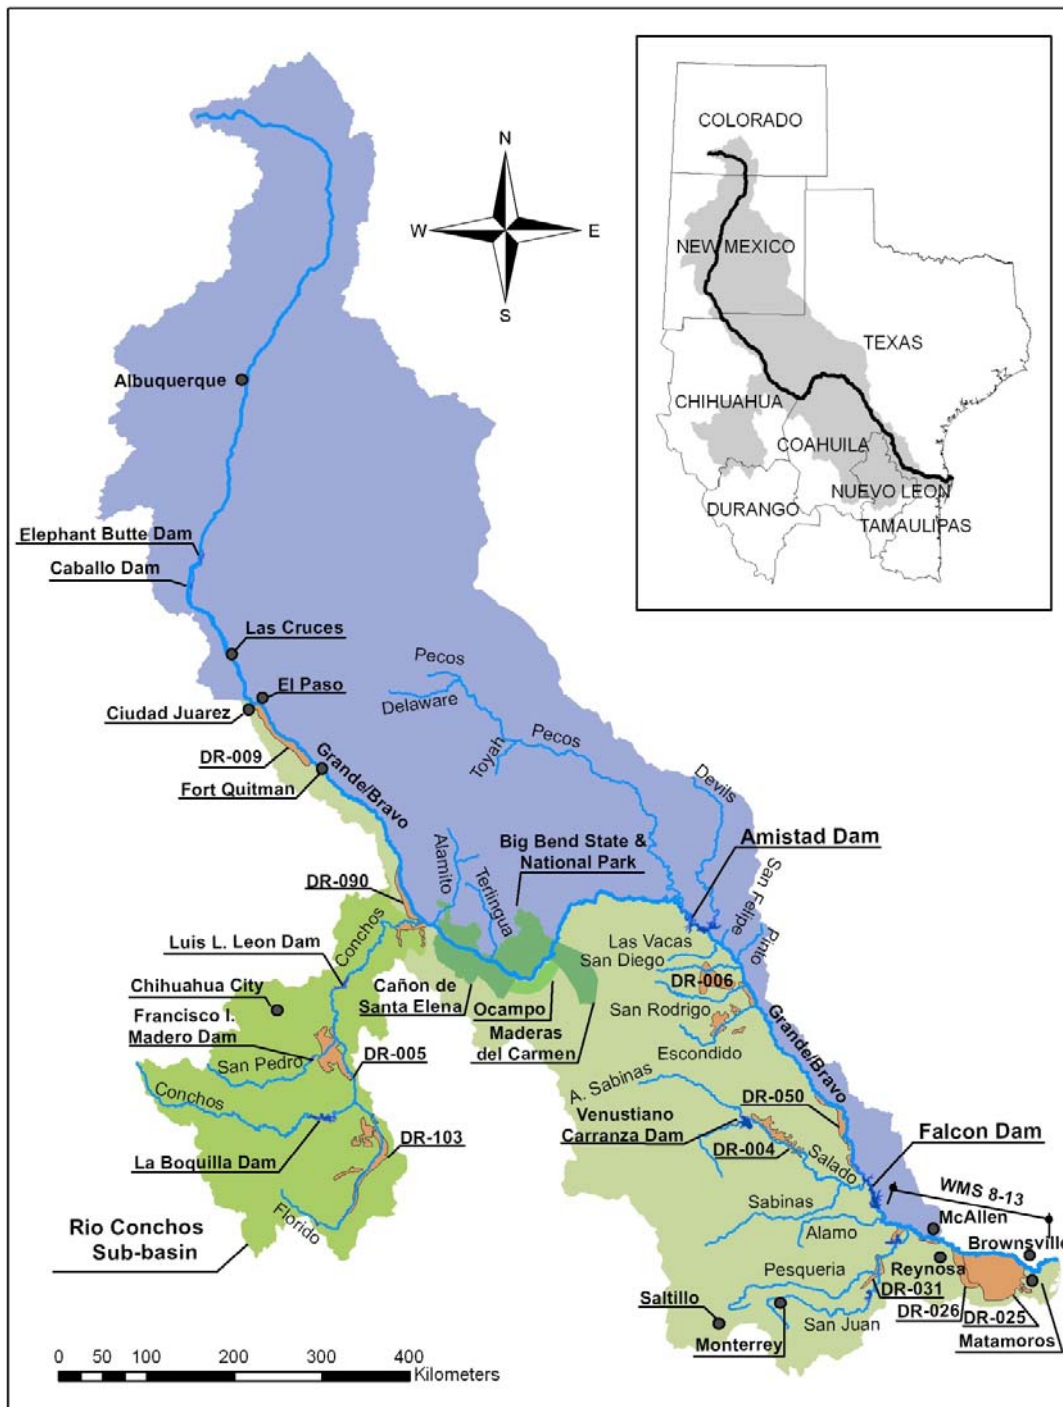 N
W
E
S
COLORADO
NEW MEXICO
TEXAS
CHIHUAHUA
COAHUILA
NUEVO LEON
DURANGO
TAMAULIPAS
Albuquerque
Elephant Butte Dam
Caballo Dam
Las Cruces
El Paso
Ciudad Juarez
DR-009
Fort Quitman
Grande/Bravo
Pecos
Delaware
Toyah
Pecos
Devils
Amistad Dam
Big Bend State &
National Park
Alamito
Terlingua
San Felipe
Pinto
DR-090
Conchos
Luis L. Leon Dam
Chihuahua City
Francisco I.
Madero Dam
San Pedro
DR-005
Conchos
La Boquilla Dam
DR-103
Florido
Rio Conchos
Sub-basin
Cañon de
Santa Elena
Ocampo
Maderas
del Carmen
Las Vacas
San Diego
DR-006
San Rodrigo
Escondido
Grande/Bravo
A. Sabinas
Venustiano
Carranza Dam
DR-050
DR-004
Salado
Falcon Dam
WMS 8-13
Sabinas
Alamo
McAllen
Brownsville
Pesqueria
Reynosa
DR-031
DR-026
DR-025
Matamoros
Saltillo
Monterrey
San Juan
0 50 100 200 300 400
Kilometers